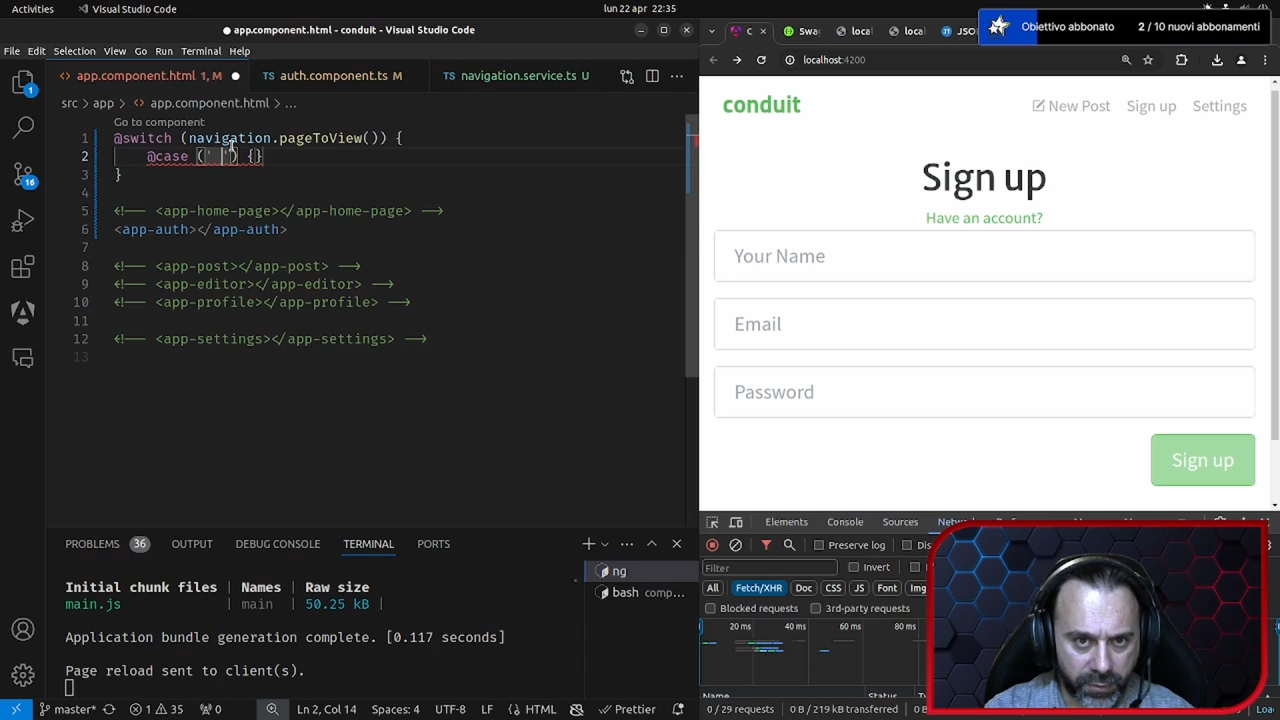 Activities
Visual Studio Code
lun 22 apr 22:35
app.component.html - conduit - Visual Studio Code
File Edit Selection View Go Run Terminal Help
app.component.html 1, M
auth.component.ts M
navigation.service.ts U
src > app > app.component.html > ...
Go to component
1 @switch (navigation.pageToView()) {
2 @case (' ') {}
3 }
4
5 <!-- <app-home-page></app-home-page> -->
6 <app-auth></app-auth>
7
8 <!-- <app-post></app-post> -->
9 <!-- <app-editor></app-editor> -->
10 <!-- <app-profile></app-profile> -->
11
12 <!-- <app-settings></app-settings> -->
13
1
16
PROBLEMS 36 OUTPUT DEBUG CONSOLE TERMINAL PORTS
Initial chunk files | Names | Raw size
main.js | main | 50.25 kB |
Application bundle generation complete. [0.117 seconds]
Page reload sent to client(s).
ng
bash comp...
master* 1 35 0 Ln 2, Col 14 Spaces: 4 UTF-8 LF HTML Prettier
Obiettivo abbonato 2 / 10 nuovi abbonamenti
C Swa local local JT JSO
localhost:4200
conduit
New Post Sign up Settings
Sign up
Have an account?
Your Name
Email
Password
Sign up
Elements Console Sources
Preserve log
Filter
Invert
All Fetch/XHR Doc CSS JS Font
Blocked requests 3rd-party requests
20 ms 40 ms 60 ms 80 ms
0 / 29 requests 0 B / 219 kB transferred